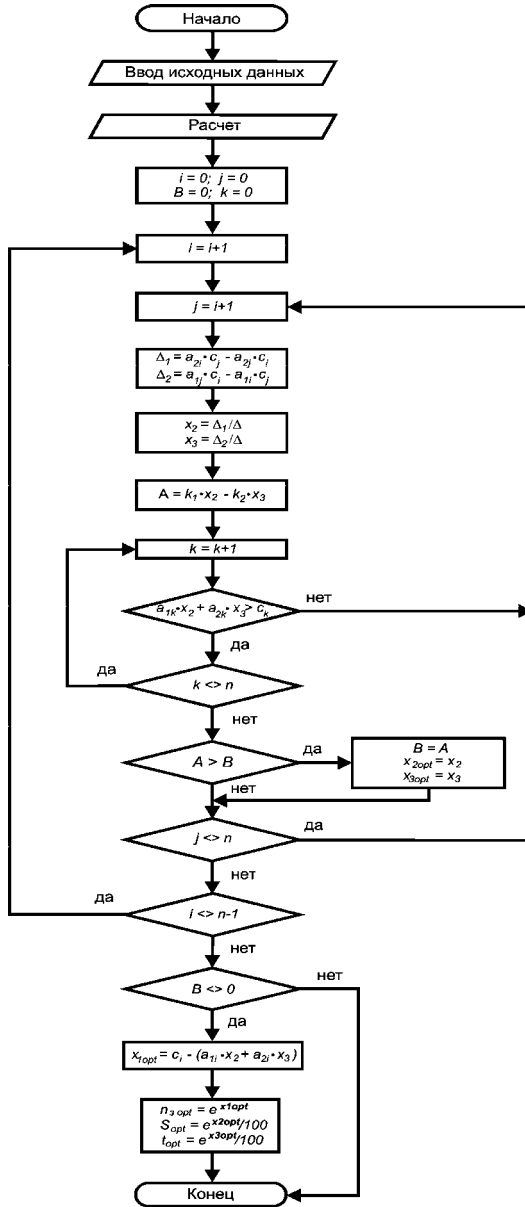 Начало
Ввод исходных данных
Расчет
i = 0; j = 0
B = 0; k = 0
i = i+1
j = i+1
Δ₁ = a₂ᵢ•cⱼ - a₂ⱼ•cᵢ
Δ₂ = a₁ⱼ•cᵢ - a₁ᵢ•cⱼ
x₂ = Δ₁/Δ
x₃ = Δ₂/Δ
A = k₁•x₂ - k₂•x₃
k = k+1
нет
a₁ₖ•x₂ + a₂ₖ•x₃ > cₖ
да
да
k <> n
нет
да
A > B
B = A
x₂opt = x₂
x₃opt = x₃
нет
да
j <> n
нет
да
i <> n-1
нет
нет
B <> 0
да
x₁opt = cᵢ - (a₁ᵢ•x₂ + a₂ᵢ•x₃)
n₃ opt = e^x1opt
Sopt = e^x2opt/100
topt = e^x3opt/100
Конец